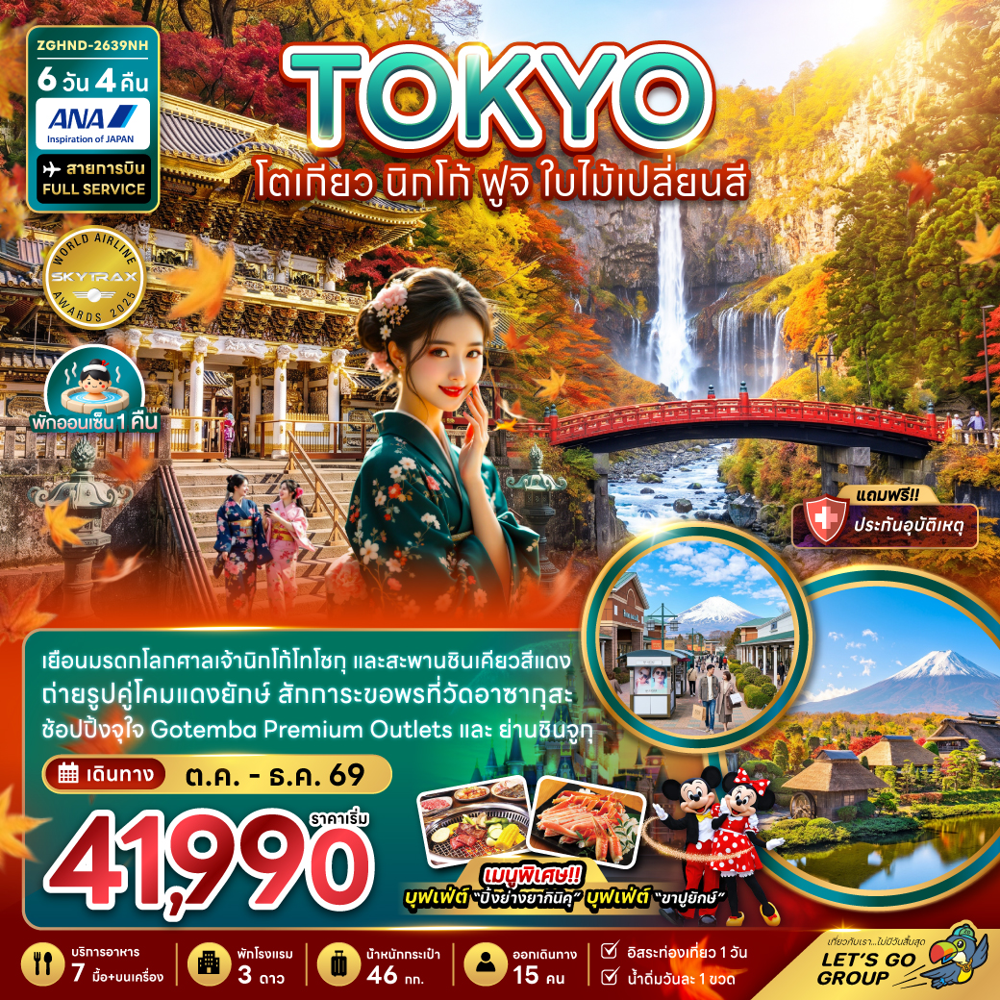 ZGHND-2639NH
6 วัน 4 คืน
ANA
Inspiration of JAPAN
สายการบิน
FULL SERVICE
TOKYO
โตเกียว นิกโก้ ฟูจิ ใบไม้เปลี่ยนสี
WORLD AIRLINE
SKYTRAX
AWARDS 2025
พักออนเซ็น 1 คืน
แถมฟรี!!
ประกันอุบัติเหตุ
เยือนมรดกโลกศาลเจ้านิกโก้โทโชกุ และสะพานชินเคียวสีแดง
ถ่ายรูปคู่โคมแดงยักษ์ สักการะขอพรที่วัดอาซากุสะ
ช้อปปิ้งจุใจ Gotemba Premium Outlets และ ย่านชินจูกุ
เดินทาง ต.ค. - ธ.ค. 69
ราคาเริ่ม
41,990
เมนูพิเศษ!!
บุฟเฟ่ต์ "ปิ้งย่างยากินิคุ" บุฟเฟ่ต์ "ขาปูยักษ์"
บริการอาหาร
7 มื้อ+บนเครื่อง
พักโรงแรม
3 ดาว
น้ำหนักกระเป๋า
46 กก.
ออกเดินทาง
15 คน
อิสระท่องเที่ยว 1 วัน
น้ำดื่มวันละ 1 ขวด
เที่ยวกับเรา...ไม่มีวันสิ้นสุด
LET'S GO
GROUP